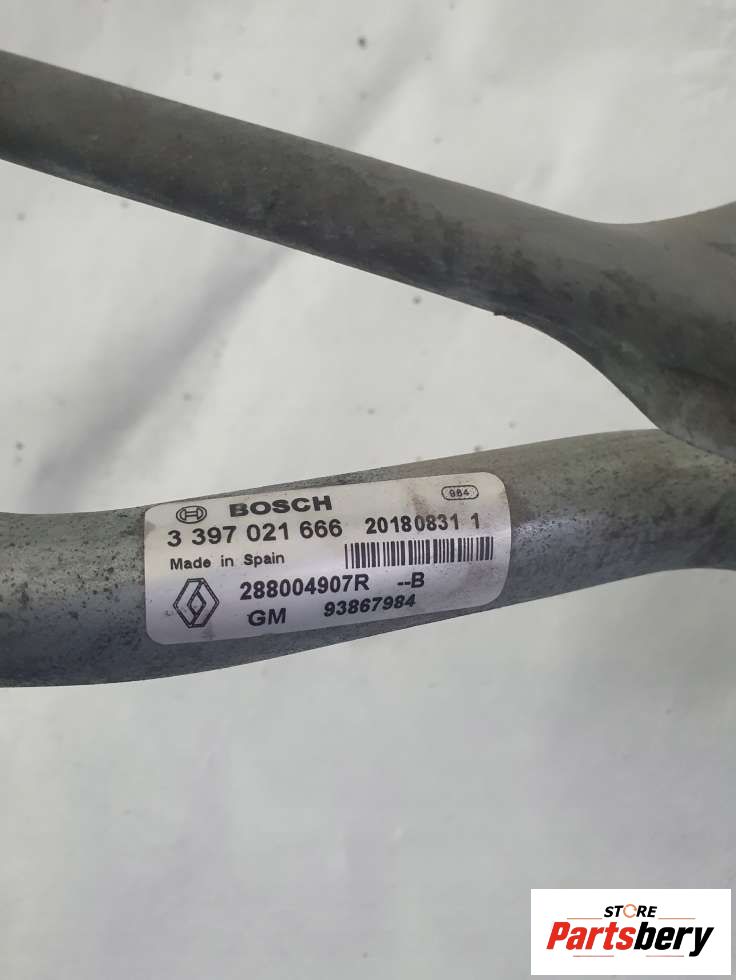 BOSCH 984
3 397 021 666 20180831 1
Made in Spain
288004907R --B
GM 93867984
STORE
Partsbery